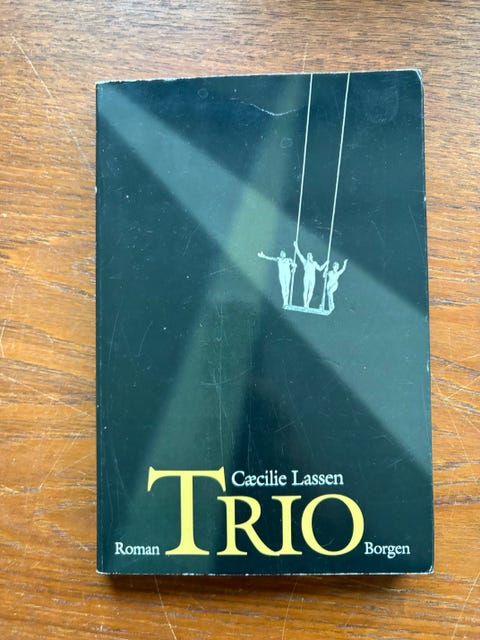 Cæcilie Lassen
TRIO
Roman
Borgen